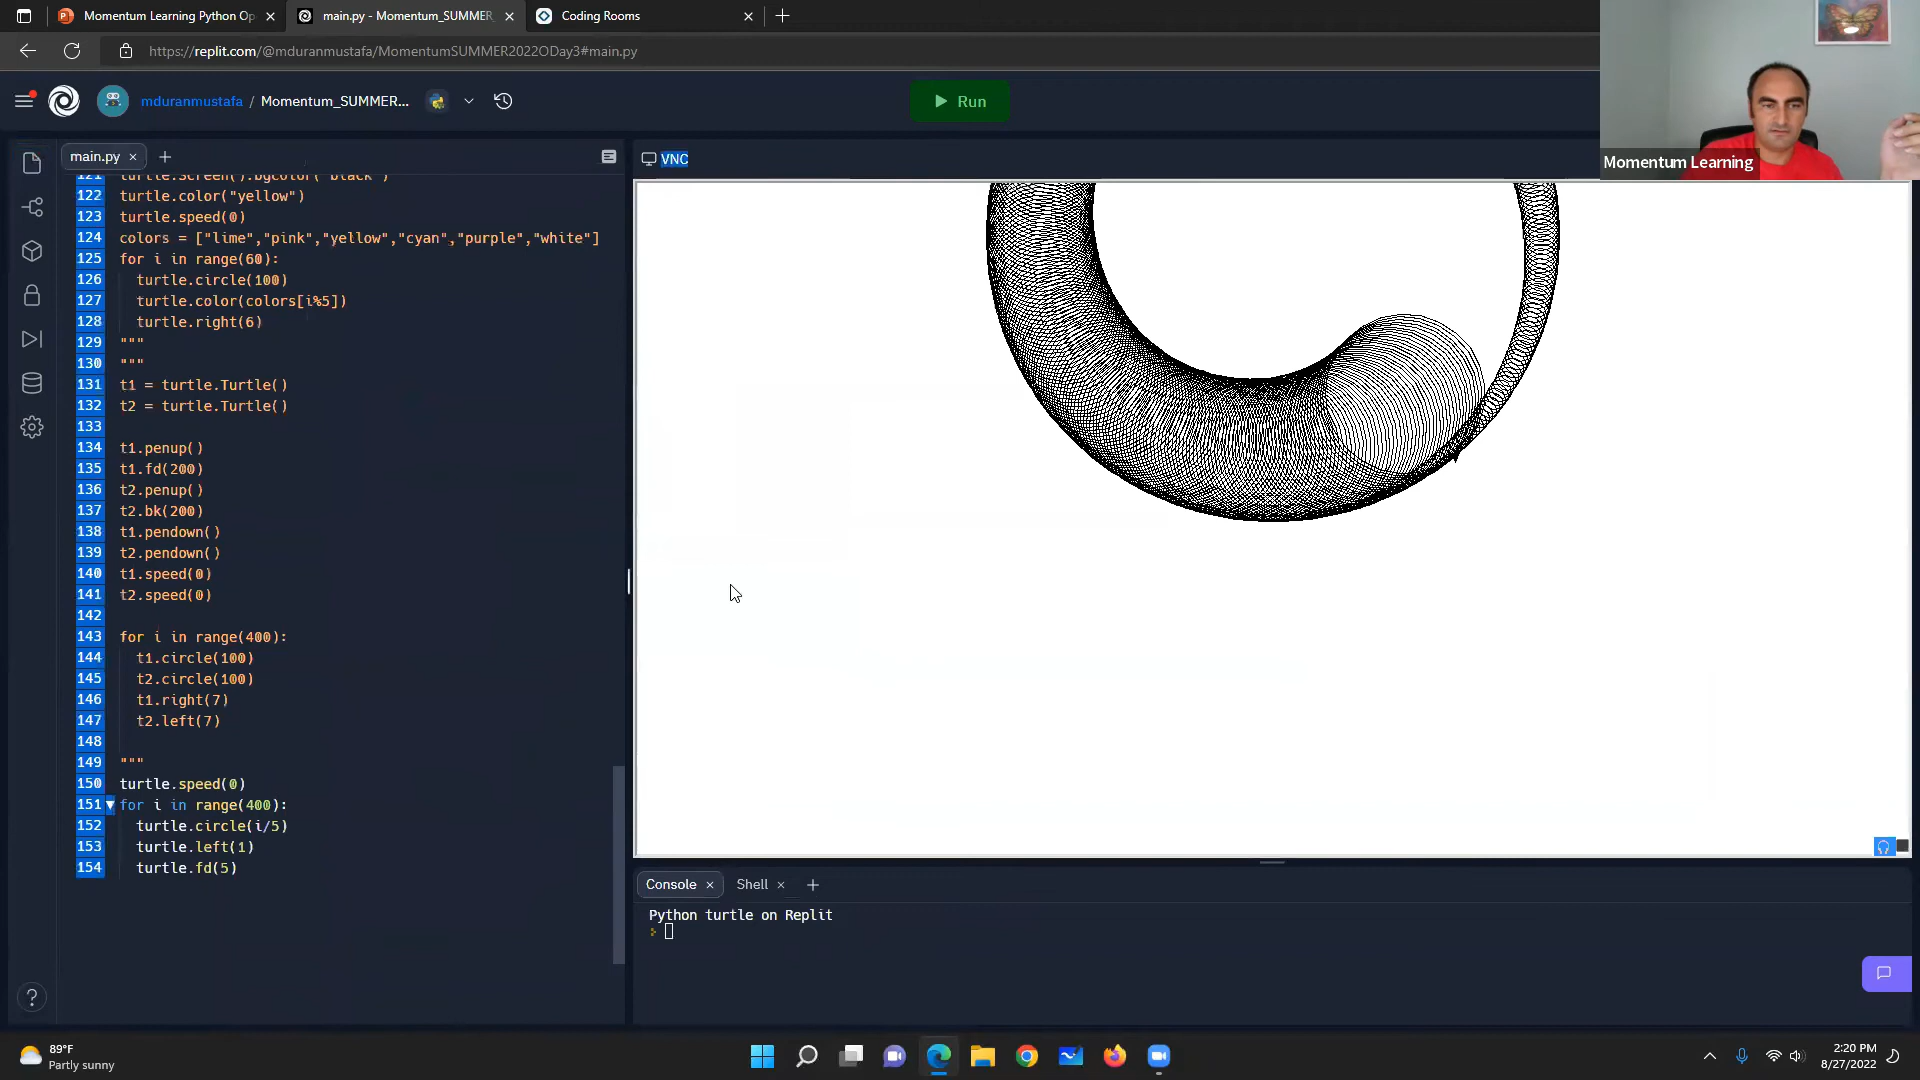 Momentum Learning Python Op
main.py - Momentum_SUMMER
Coding Rooms
https://replit.com/@mduranmustafa/MomentumSUMMER2022ODay3#main.py
mduranmustafa / Momentum_SUMMER...
Run
Momentum Learning
main.py
VNC
121 turtle.Screen().bgcolor("black")
122 turtle.color("yellow")
123 turtle.speed(0)
124 colors = ["lime","pink","yellow","cyan","purple","white"]
125 for i in range(60):
126 turtle.circle(100)
127 turtle.color(colors[i%5])
128 turtle.right(6)
129 """
130 """
131 t1 = turtle.Turtle()
132 t2 = turtle.Turtle()
133
134 t1.penup()
135 t1.fd(200)
136 t2.penup()
137 t2.bk(200)
138 t1.pendown()
139 t2.pendown()
140 t1.speed(0)
141 t2.speed(0)
142
143 for i in range(400):
144 t1.circle(100)
145 t2.circle(100)
146 t1.right(7)
147 t2.left(7)
148
149 """
150 turtle.speed(0)
151 for i in range(400):
152 turtle.circle(i/5)
153 turtle.left(1)
154 turtle.fd(5)
Console
Shell
Python turtle on Replit
89°F
Partly sunny
2:20 PM
8/27/2022